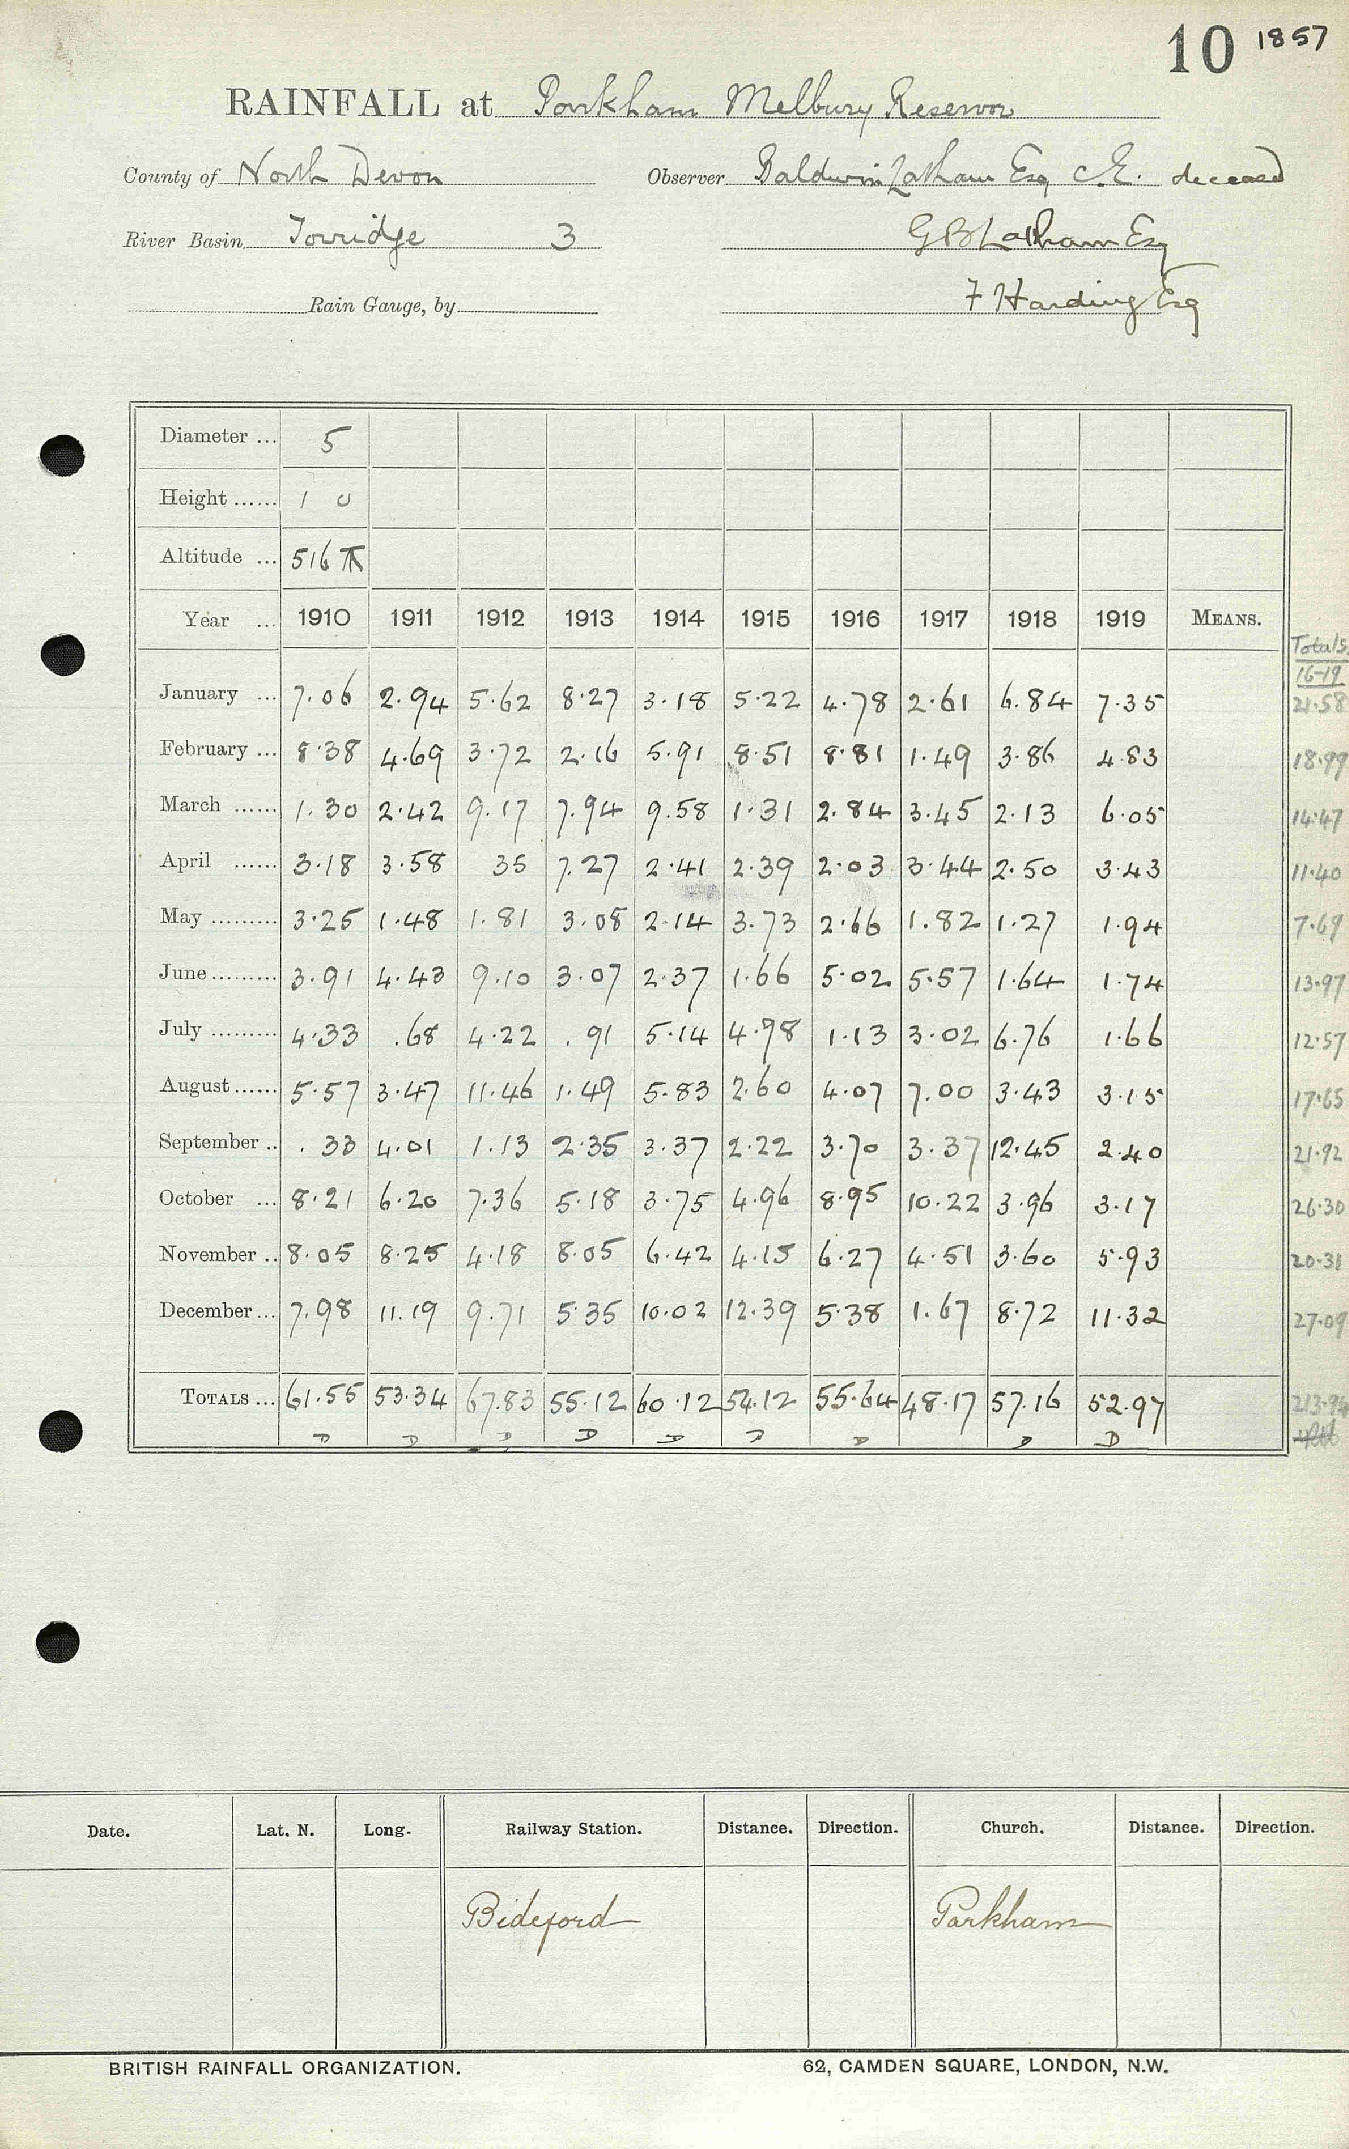 10 1857
RAINFALL at Parkham Melbury Reservoir
County of North Devon Observer Baldwin Latham Esq C.E. deceased
River Basin Torridge 3 G B Latham Esq
Rain Gauge, by F Harding Esq
Diameter ... 5
Height ...... 1 0
Altitude ... 516 ft
Year ... 1910 1911 1912 1913 1914 1915 1916 1917 1918 1919 MEANS. Totals 16-19
January ... 7.06 2.94 5.62 8.27 3.18 5.22 4.78 2.61 6.84 7.35 21.58
February ... 8.38 4.69 3.72 2.16 5.91 8.51 8.81 1.49 3.86 4.83 18.99
March ...... 1.30 2.42 9.17 7.94 9.58 1.31 2.84 3.45 2.13 6.05 14.47
April ...... 3.18 3.58 35 7.27 2.41 2.39 2.03 3.44 2.50 3.43 11.40
May ......... 3.25 1.48 1.81 3.08 2.14 3.73 2.66 1.82 1.27 1.94 7.69
June ......... 3.91 4.43 9.10 3.07 2.37 1.66 5.02 5.57 1.64 1.74 13.97
July ......... 4.33 .68 4.22 .91 5.14 4.98 1.13 3.02 6.76 1.66 12.57
August ...... 5.57 3.47 11.46 1.49 5.83 2.60 4.07 7.00 3.43 3.15 17.65
September .. .33 4.01 1.13 2.35 3.37 2.22 3.70 3.37 12.45 2.40 21.92
October ... 8.21 6.20 7.36 5.18 3.75 4.96 8.95 10.22 3.96 3.17 26.30
November .. 8.05 8.25 4.18 8.05 6.42 4.15 6.27 4.51 3.60 5.93 20.31
December ... 7.98 11.19 9.71 5.35 10.02 12.39 5.38 1.67 8.72 11.32 27.09
TOTALS ... 61.55 53.34 67.83 55.12 60.12 54.12 55.64 48.17 57.16 52.97 213.94
D D D D D D D D D
Date. Lat. N. Long. Railway Station. Distance. Direction. Church. Distance. Direction.
Bideford Parkham
BRITISH RAINFALL ORGANIZATION. 62, CAMDEN SQUARE, LONDON, N.W.